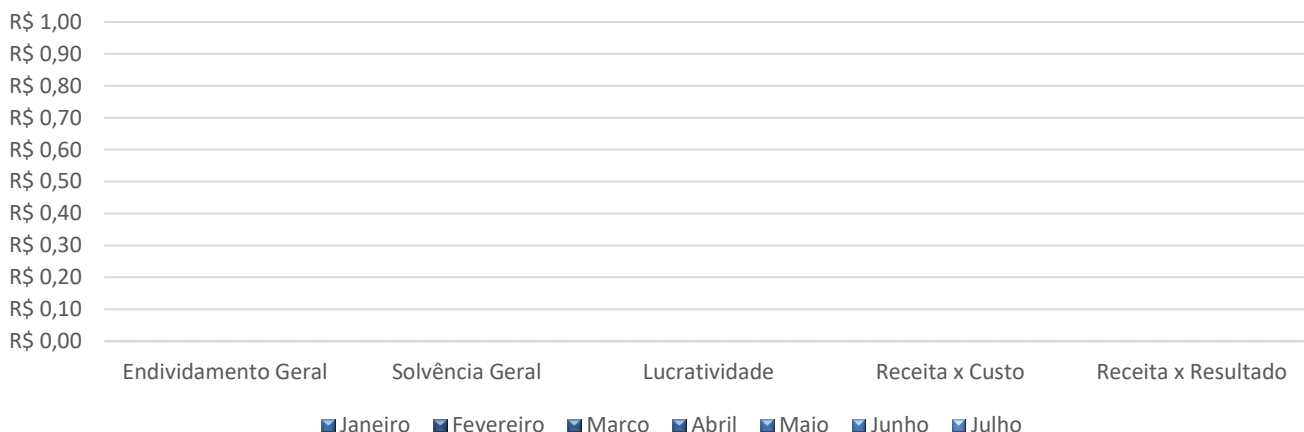 R$ 1,00
R$ 0,90
R$ 0,80
R$ 0,70
R$ 0,60
R$ 0,50
R$ 0,40
R$ 0,30
R$ 0,20
R$ 0,10
R$ 0,00
Endividamento Geral Solvência Geral Lucratividade Receita x Custo Receita x Resultado
Janeiro Fevereiro Março Abril Maio Junho Julho